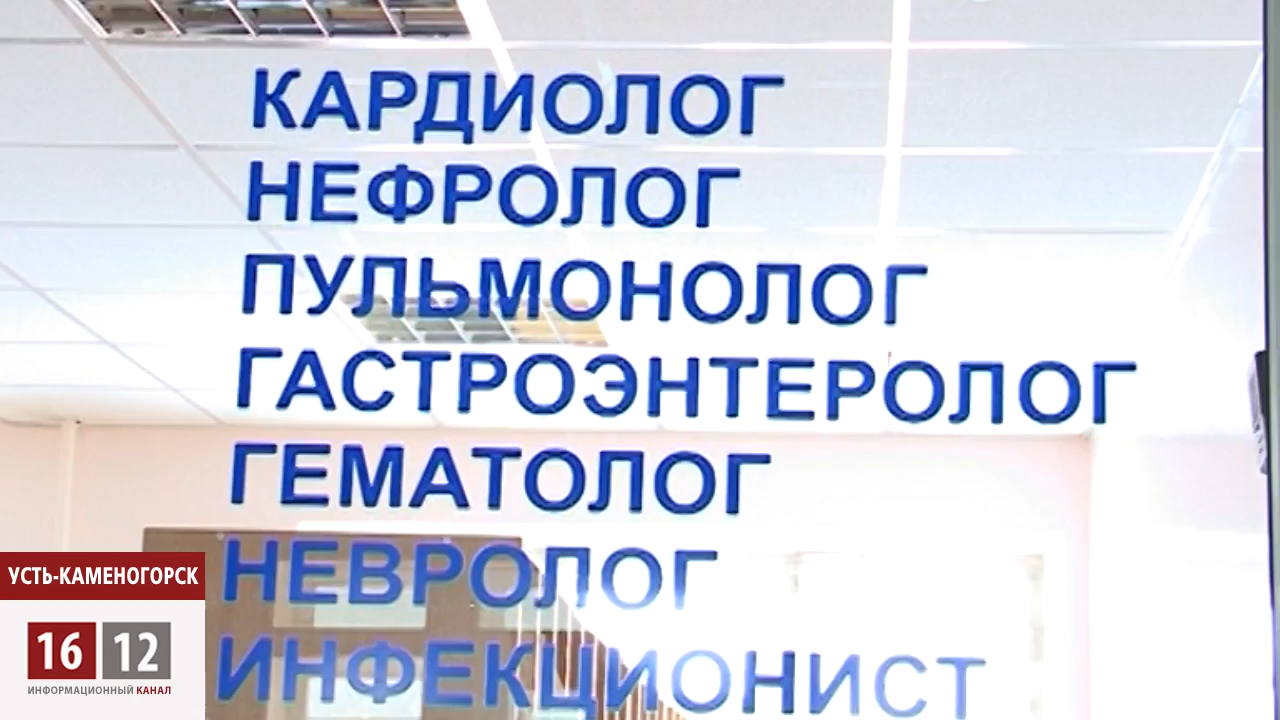 КАРДИОЛОГ
НЕФРОЛОГ
ПУЛЬМОНОЛОГ
ГАСТРОЭНТЕРОЛОГ
ГЕМАТОЛОГ
НЕВРОЛОГ
ИНФЕКЦИОНИСТ
УСТЬ-КАМЕНОГОРСК
16 12
ИНФОРМАЦИОННЫЙ КАНАЛ